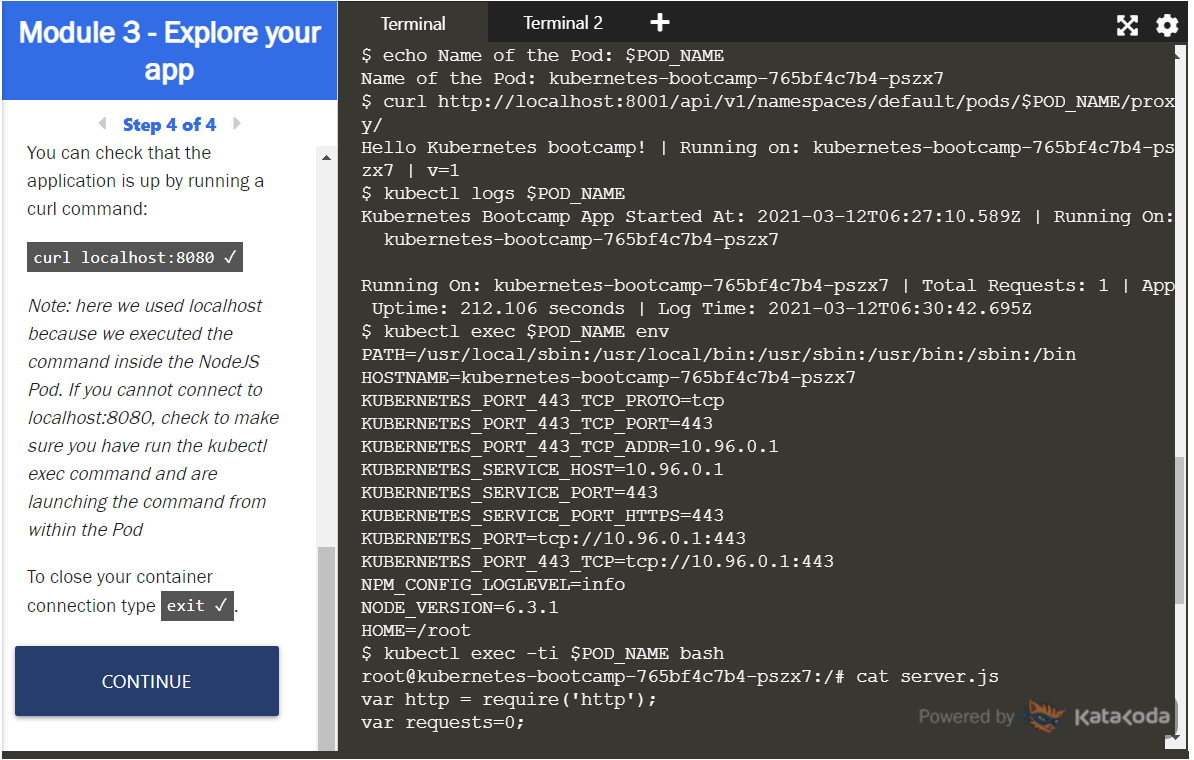 Module 3 - Explore your
app
Step 4 of 4
You can check that the
application is up by running a
curl command:
curl localhost:8080 ✓
Note: here we used localhost
because we executed the
command inside the NodeJS
Pod. If you cannot connect to
localhost:8080, check to make
sure you have run the kubectl
exec command and are
launching the command from
within the Pod
To close your container
connection type exit ✓.
CONTINUE
Terminal
Terminal 2
+
$ echo Name of the Pod: $POD_NAME
Name of the Pod: kubernetes-bootcamp-765bf4c7b4-pszx7
$ curl http://localhost:8001/api/v1/namespaces/default/pods/$POD_NAME/prox
y/
Hello Kubernetes bootcamp! | Running on: kubernetes-bootcamp-765bf4c7b4-ps
zx7 | v=1
$ kubectl logs $POD_NAME
Kubernetes Bootcamp App Started At: 2021-03-12T06:27:10.589Z | Running On:
kubernetes-bootcamp-765bf4c7b4-pszx7
Running On: kubernetes-bootcamp-765bf4c7b4-pszx7 | Total Requests: 1 | App
Uptime: 212.106 seconds | Log Time: 2021-03-12T06:30:42.695Z
$ kubectl exec $POD_NAME env
PATH=/usr/local/sbin:/usr/local/bin:/usr/sbin:/usr/bin:/sbin:/bin
HOSTNAME=kubernetes-bootcamp-765bf4c7b4-pszx7
KUBERNETES_PORT_443_TCP_PROTO=tcp
KUBERNETES_PORT_443_TCP_PORT=443
KUBERNETES_PORT_443_TCP_ADDR=10.96.0.1
KUBERNETES_SERVICE_HOST=10.96.0.1
KUBERNETES_SERVICE_PORT=443
KUBERNETES_SERVICE_PORT_HTTPS=443
KUBERNETES_PORT=tcp://10.96.0.1:443
KUBERNETES_PORT_443_TCP=tcp://10.96.0.1:443
NPM_CONFIG_LOGLEVEL=info
NODE_VERSION=6.3.1
HOME=/root
$ kubectl exec -ti $POD_NAME bash
root@kubernetes-bootcamp-765bf4c7b4-pszx7:/# cat server.js
var http = require('http');
var requests=0;
Powered by Katacoda